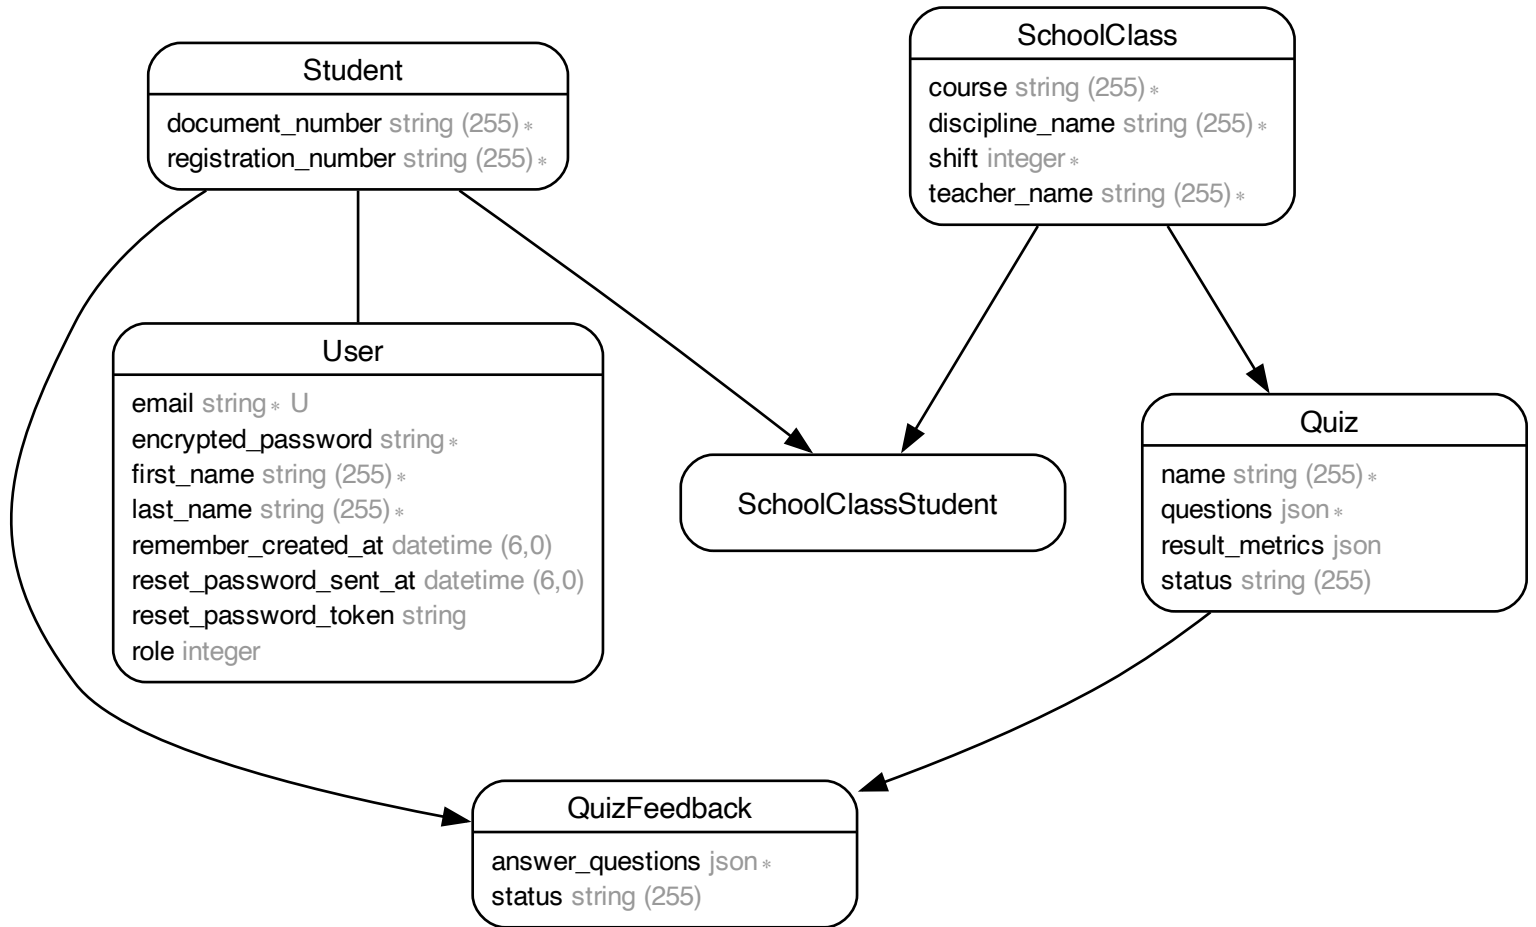 Student
document_number string (255) *
registration_number string (255) *
SchoolClass
course string (255) *
discipline_name string (255) *
shift integer *
teacher_name string (255) *
User
email string * U
encrypted_password string *
first_name string (255) *
last_name string (255) *
remember_created_at datetime (6,0)
reset_password_sent_at datetime (6,0)
reset_password_token string
role integer
SchoolClassStudent
Quiz
name string (255) *
questions json *
result_metrics json
status string (255)
QuizFeedback
answer_questions json *
status string (255)